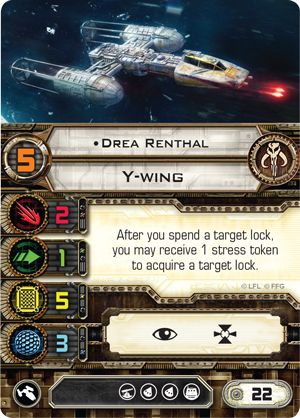 •Drea Renthal
5
Y-wing
2
After you spend a target lock,
you may receive 1 stress token
to acquire a target lock.
1
© LFL © FFG
5
3
22